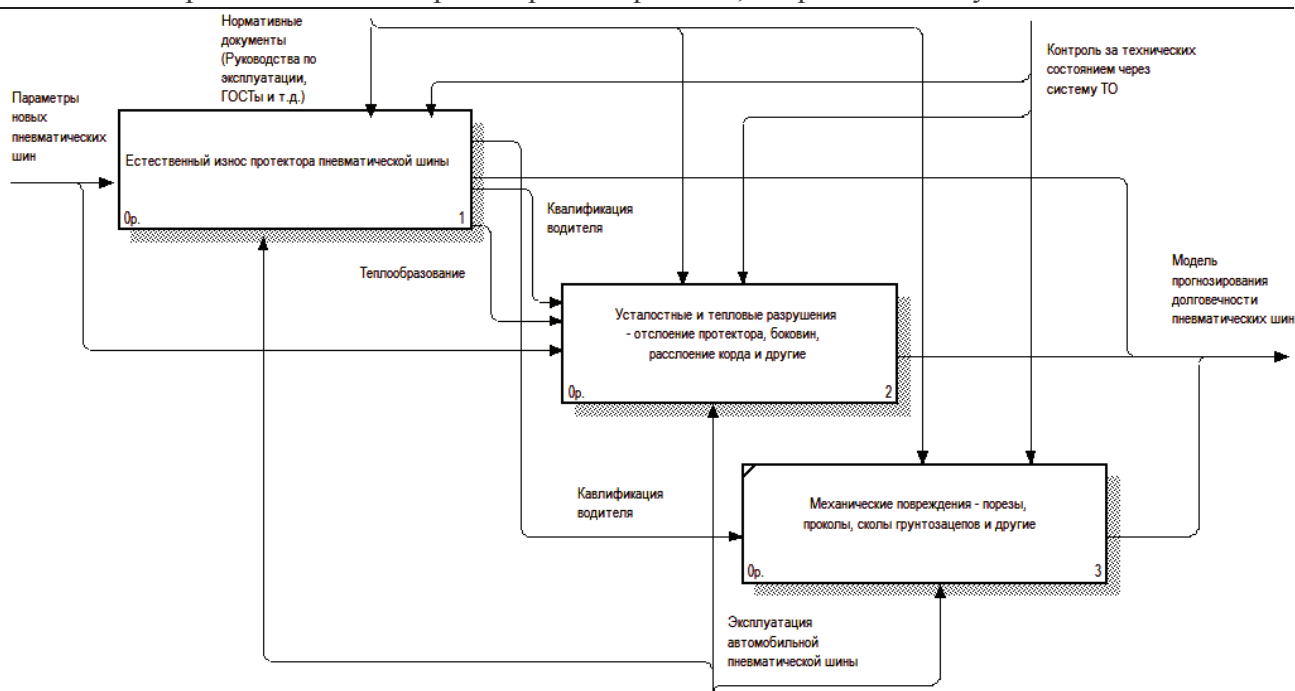 Нормативные
документы
(Руководства по
эксплуатации,
ГОСТы и т.д.)
Контроль за технических
состоянием через
систему ТО
Параметры
новых
пневматических
шин
Естественный износ протектора пневматической шины
0р.
1
Квалификация
водителя
Теплообразование
Усталостные и тепловые разрушения
- отслоение протектора, боковин,
расслоение корда и другие
0р.
2
Модель
прогнозирования
долговечности
пневматических шин
Кавлификация
водителя
Механические повреждения - порезы,
проколы, сколы грунтозацепов и другие
0р.
3
Эксплуатация
автомобильной
пневматической шины